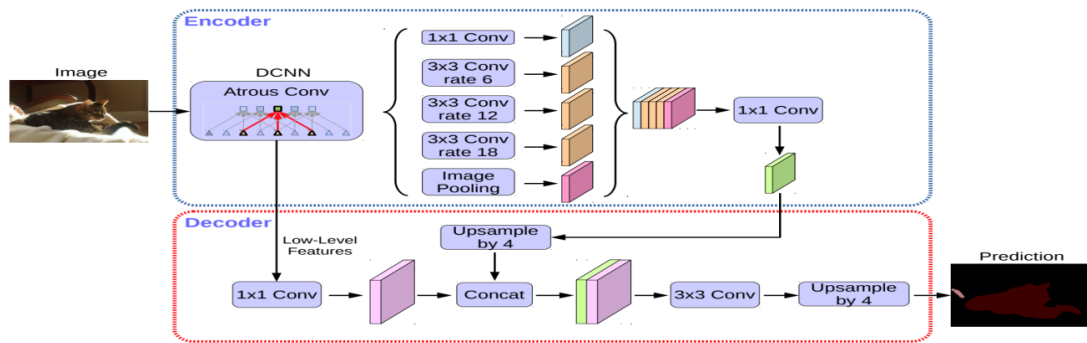 Encoder
Image
DCNN
Atrous Conv
1x1 Conv
3x3 Conv
rate 6
3x3 Conv
rate 12
3x3 Conv
rate 18
Image
Pooling
1x1 Conv
Decoder
Low-Level
Features
Upsample
by 4
1x1 Conv
Concat
3x3 Conv
Upsample
by 4
Prediction